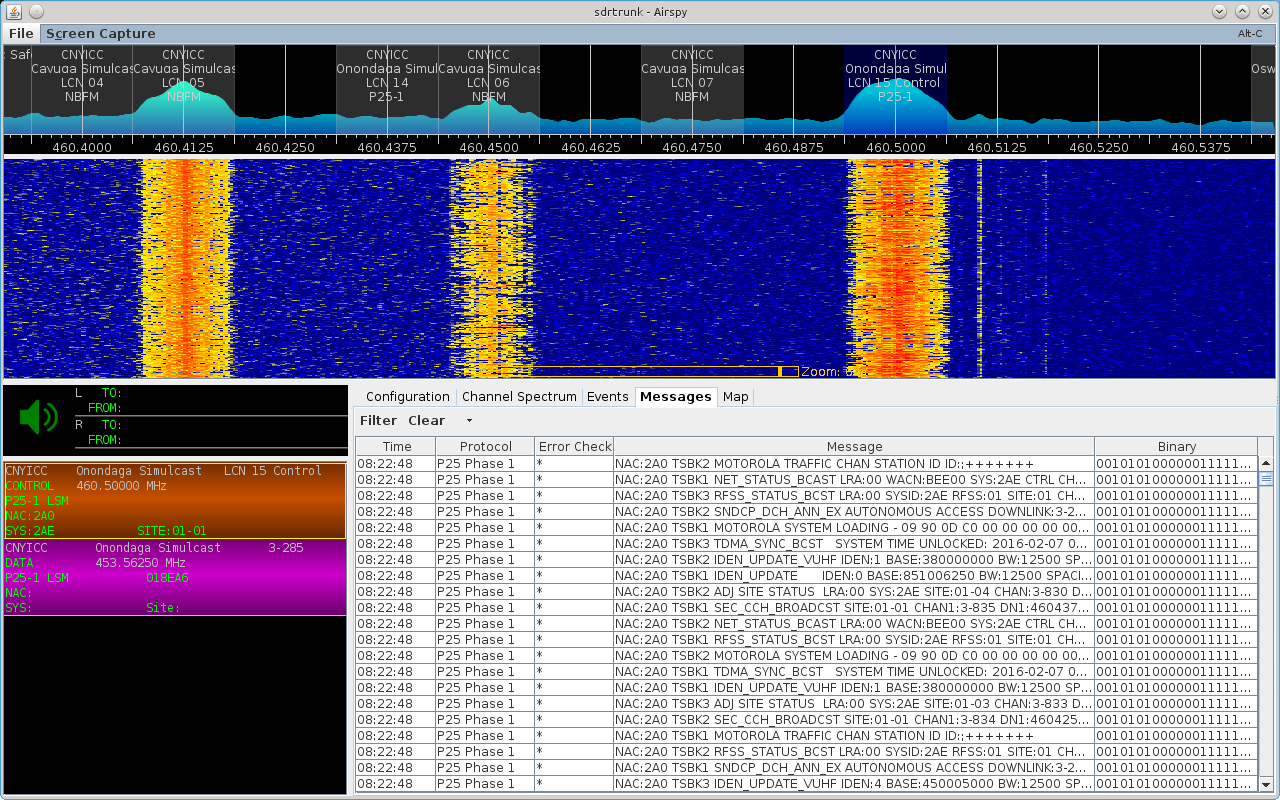 sdrtrunk - Airspy
File Screen Capture Alt-C
Saf CNYICC CNYICC CNYICC CNYICC CNYICC CNYICC
Cayuga Simulcas Cayuga Simulcas Onondaga Simul Cayuga Simulcas Cayuga Simulcas Onondaga Simul Osw
LCN 04 LCN 05 LCN 14 LCN 06 LCN 07 LCN 15 Control
NBFM NBFM P25-1 NBFM NBFM P25-1
460.4000 460.4125 460.4250 460.4375 460.4500 460.4625 460.4750 460.4875 460.5000 460.5125 460.5250 460.5375
Zoom:
L TO:
FROM:
R TO:
FROM:
CNYICC Onondaga Simulcast LCN 15 Control
CONTROL 460.50000 MHz
P25-1 LSM
NAC:2A0
SYS:2AE SITE:01-01
CNYICC Onondaga Simulcast 3-285
DATA 453.56250 MHz
P25-1 LSM 018EA6
NAC:
SYS: Site:
Configuration Channel Spectrum Events Messages Map
Filter Clear
Time Protocol Error Check Message Binary
08:22:48 P25 Phase 1 * NAC:2A0 TSBK2 MOTOROLA TRAFFIC CHAN STATION ID ID:;+++++++ 001010100000011111...
08:22:48 P25 Phase 1 * NAC:2A0 TSBK1 NET_STATUS_BCAST LRA:00 WACN:BEE00 SYS:2AE CTRL CH... 001010100000011111...
08:22:48 P25 Phase 1 * NAC:2A0 TSBK3 RFSS_STATUS_BCST LRA:00 SYSID:2AE RFSS:01 SITE:01 CH... 001010100000011111...
08:22:48 P25 Phase 1 * NAC:2A0 TSBK2 SNDCP_DCH_ANN_EX AUTONOMOUS ACCESS DOWNLINK:3-2... 001010100000011111...
08:22:48 P25 Phase 1 * NAC:2A0 TSBK1 MOTOROLA SYSTEM LOADING - 09 90 0D C0 00 00 00 00 00... 001010100000011111...
08:22:48 P25 Phase 1 * NAC:2A0 TSBK3 TDMA_SYNC_BCST SYSTEM TIME UNLOCKED: 2016-02-07 0... 001010100000011111...
08:22:48 P25 Phase 1 * NAC:2A0 TSBK2 IDEN_UPDATE_VUHF IDEN:1 BASE:380000000 BW:12500 SP... 001010100000011111...
08:22:48 P25 Phase 1 * NAC:2A0 TSBK1 IDEN_UPDATE IDEN:0 BASE:851006250 BW:12500 SPACI... 001010100000011111...
08:22:48 P25 Phase 1 * NAC:2A0 TSBK2 ADJ SITE STATUS LRA:00 SYS:2AE SITE:01-04 CHAN:3-830 D... 001010100000011111...
08:22:48 P25 Phase 1 * NAC:2A0 TSBK1 SEC_CCH_BROADCST SITE:01-01 CHAN1:3-835 DN1:460437... 001010100000011111...
08:22:48 P25 Phase 1 * NAC:2A0 TSBK2 NET_STATUS_BCAST LRA:00 WACN:BEE00 SYS:2AE CTRL CH... 001010100000011111...
08:22:48 P25 Phase 1 * NAC:2A0 TSBK1 RFSS_STATUS_BCST LRA:00 SYSID:2AE RFSS:01 SITE:01 CH... 001010100000011111...
08:22:48 P25 Phase 1 * NAC:2A0 TSBK2 MOTOROLA SYSTEM LOADING - 09 90 0D C0 00 00 00 00 00... 001010100000011111...
08:22:48 P25 Phase 1 * NAC:2A0 TSBK1 TDMA_SYNC_BCST SYSTEM TIME UNLOCKED: 2016-02-07 0... 001010100000011111...
08:22:48 P25 Phase 1 * NAC:2A0 TSBK1 IDEN_UPDATE_VUHF IDEN:1 BASE:380000000 BW:12500 SP... 001010100000011111...
08:22:48 P25 Phase 1 * NAC:2A0 TSBK3 ADJ SITE STATUS LRA:00 SYS:2AE SITE:01-03 CHAN:3-833 D... 001010100000011111...
08:22:48 P25 Phase 1 * NAC:2A0 TSBK2 SEC_CCH_BROADCST SITE:01-01 CHAN1:3-834 DN1:460425... 001010100000011111...
08:22:48 P25 Phase 1 * NAC:2A0 TSBK1 MOTOROLA TRAFFIC CHAN STATION ID ID:;+++++++ 001010100000011111...
08:22:48 P25 Phase 1 * NAC:2A0 TSBK2 RFSS_STATUS_BCST LRA:00 SYSID:2AE RFSS:01 SITE:01 CH... 001010100000011111...
08:22:48 P25 Phase 1 * NAC:2A0 TSBK1 SNDCP_DCH_ANN_EX AUTONOMOUS ACCESS DOWNLINK:3-2... 001010100000011111...
08:22:48 P25 Phase 1 * NAC:2A0 TSBK3 IDEN_UPDATE_VUHF IDEN:4 BASE:450005000 BW:12500 SP... 001010100000011111...